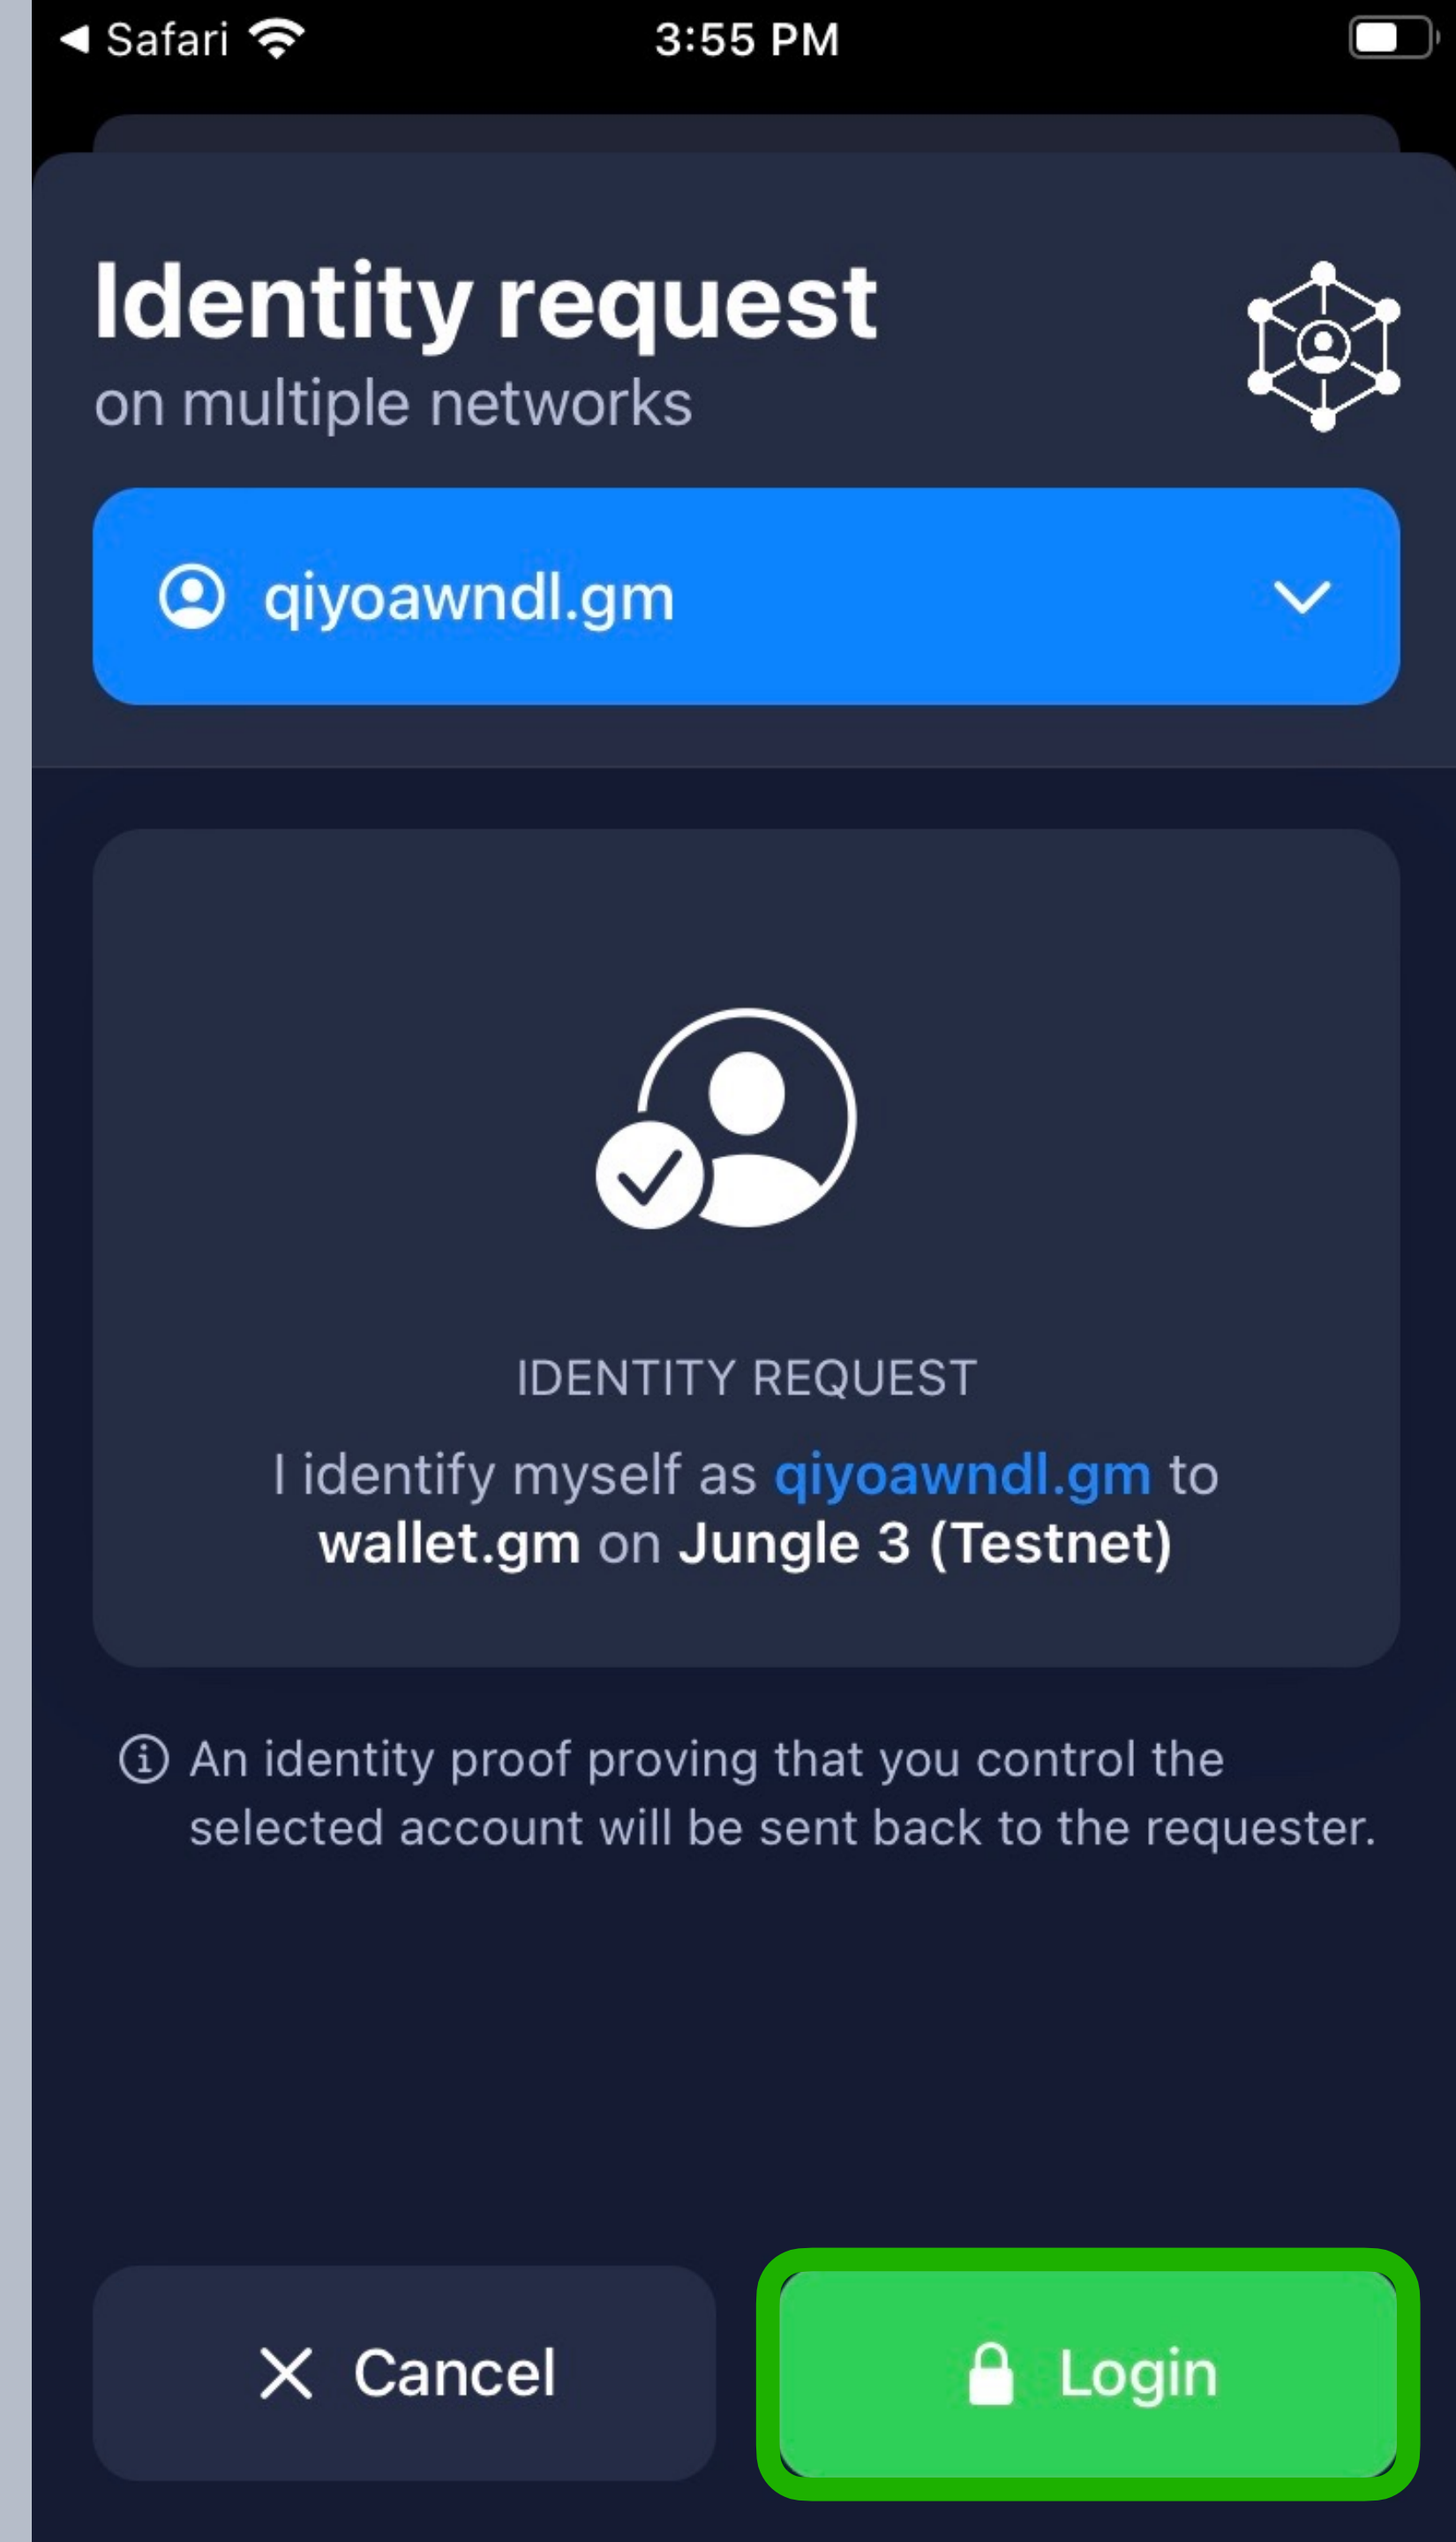 Safari
3:55 PM
Identity request
on multiple networks
qiyoawndl.gm
IDENTITY REQUEST
I identify myself as qiyoawndl.gm to
wallet.gm on Jungle 3 (Testnet)
An identity proof proving that you control the
selected account will be sent back to the requester.
Cancel
Login